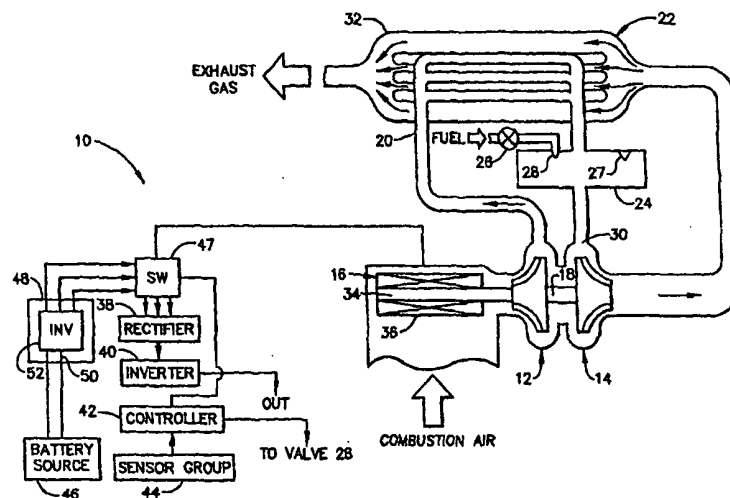 32
22
EXHAUST
GAS
20
FUEL
26
28
27
24
10
30
47
SW
16
18
34
48
38
36
INV
RECTIFIER
52
50
40
INVERTER
12
14
OUT
42
CONTROLLER
COMBUSTION AIR
TO VALVE 28
BATTERY
SOURCE
SENSOR GROUP
46
44